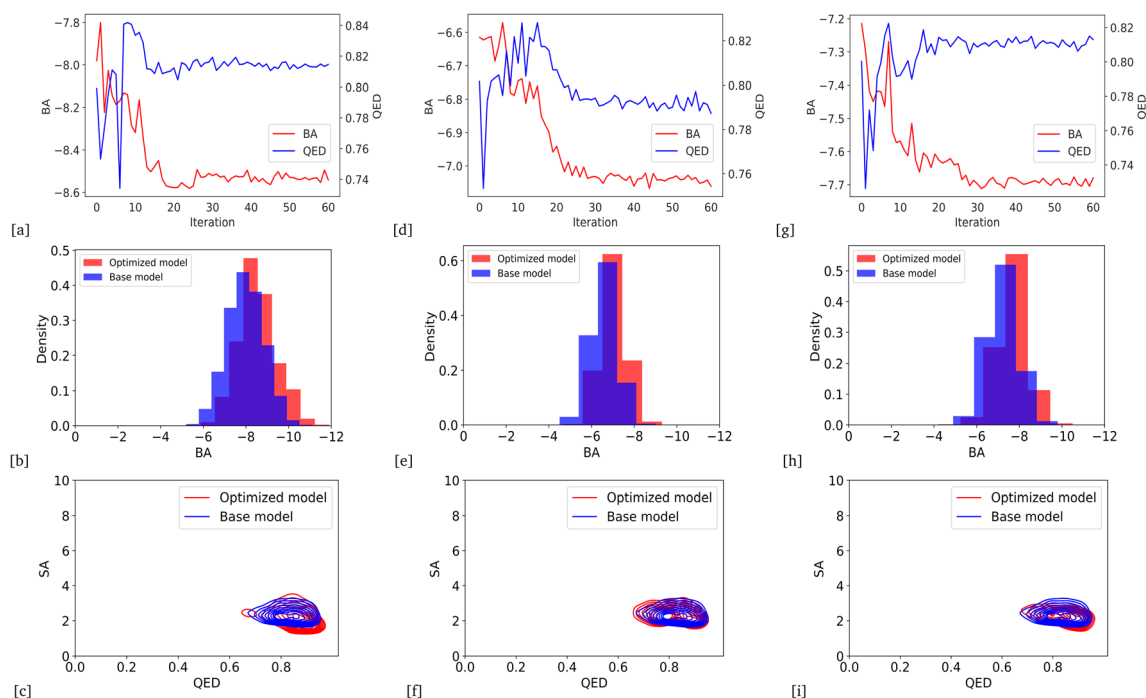 −7.8
−8.0
−8.2
−8.4
−8.6
BA
0.84
0.82
0.80
0.78
0.76
0.74
QED
BA
QED
0 10 20 30 40 50 60
Iteration
[a]
−6.6
−6.7
−6.8
−6.9
−7.0
BA
0.82
0.80
0.78
0.76
QED
BA
QED
0 10 20 30 40 50 60
Iteration
[d]
−7.2
−7.3
−7.4
−7.5
−7.6
−7.7
BA
0.82
0.80
0.78
0.76
0.74
QED
BA
QED
0 10 20 30 40 50 60
Iteration
[g]
0.5
0.4
0.3
0.2
0.1
0.0
Density
Optimized model
Base model
0 −2 −4 −6 −8 −10 −12
BA
[b]
0.6
0.4
0.2
0.0
Density
Optimized model
Base model
0 −2 −4 −6 −8 −10 −12
BA
[e]
0.5
0.4
0.3
0.2
0.1
0.0
Density
Optimized model
Base model
0 −2 −4 −6 −8 −10 −12
BA
[h]
10
8
6
4
2
0
SA
Optimized model
Base model
0.0 0.2 0.4 0.6 0.8
QED
[c]
10
8
6
4
2
0
SA
Optimized model
Base model
0.0 0.2 0.4 0.6 0.8
QED
[f]
10
8
6
4
2
0
SA
Optimized model
Base model
0.0 0.2 0.4 0.6 0.8
QED
[i]